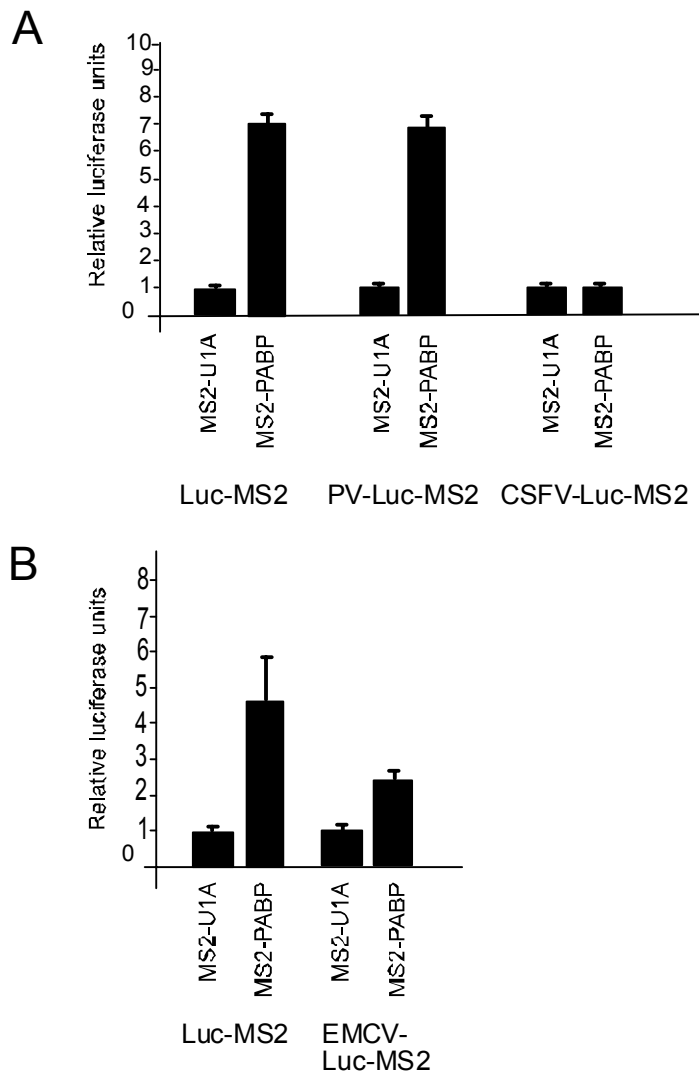 A
Relative luciferase units
10
9
8
7
6
5
4
3
2
1
0
MS2-U1A
MS2-PABP
MS2-U1A
MS2-PABP
MS2-U1A
MS2-PABP
Luc-MS2
PV-Luc-MS2
CSFV-Luc-MS2
B
Relative luciferase units
8
7
6
5
4
3
2
1
0
MS2-U1A
MS2-PABP
MS2-U1A
MS2-PABP
Luc-MS2
EMCV-
Luc-MS2